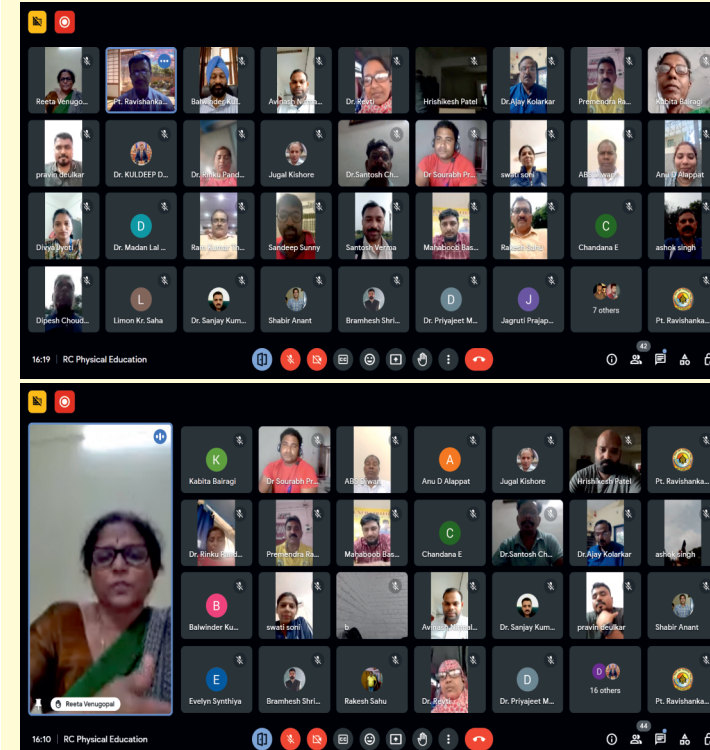 Reeta Venugo... Pt. Ravishanka... Balwinder Ku... Avinash Dr. Revti Hrishikesh Patel Dr.Ajay Kolarkar Premendra Ra... Kabita Bairagi
pravin deulkar Dr. KULDEEP D... Dr. Rinku Pand... Jugal Kishore Dr.Santosh Ch... Dr Sourabh Pr... swati soni Anu D Alappat
D
C
Divya Jyoti Dr. Madan Lal ... Sandeep Sunny Santosh Verma Mahaboob Bas... Rakesh Sahu Chandana E ashok singh
L
D
J
7 others
Dipesh Choud... Limon Kr. Saha Dr. Sanjay Kum... Shabir Anant Bramhesh Shri... Dr. Priyajeet M... Jagruti Prajap... Pt. Ravishanka...
42
16:19 | RC Physical Education
K
A
Kabita Bairagi Dr Sourabh Pr... Anu D Alappat Jugal Kishore Hrishikesh Patel Pt. Ravishanka...
C
Dr. Rinku Pand... Premendra Ra... Mahaboob Bas... Chandana E Dr.Santosh Ch... Dr.Ajay Kolarkar ashok singh
B
Balwinder Ku... swati soni b Dr. Sanjay Kum... pravin deulkar Shabir Anant
E
D
D
16 others
Reeta Venugopal Evelyn Synthiya Bramhesh Shri... Rakesh Sahu Dr. Revti Dr. Priyajeet M... Pt. Ravishanka...
44
16:10 | RC Physical Education